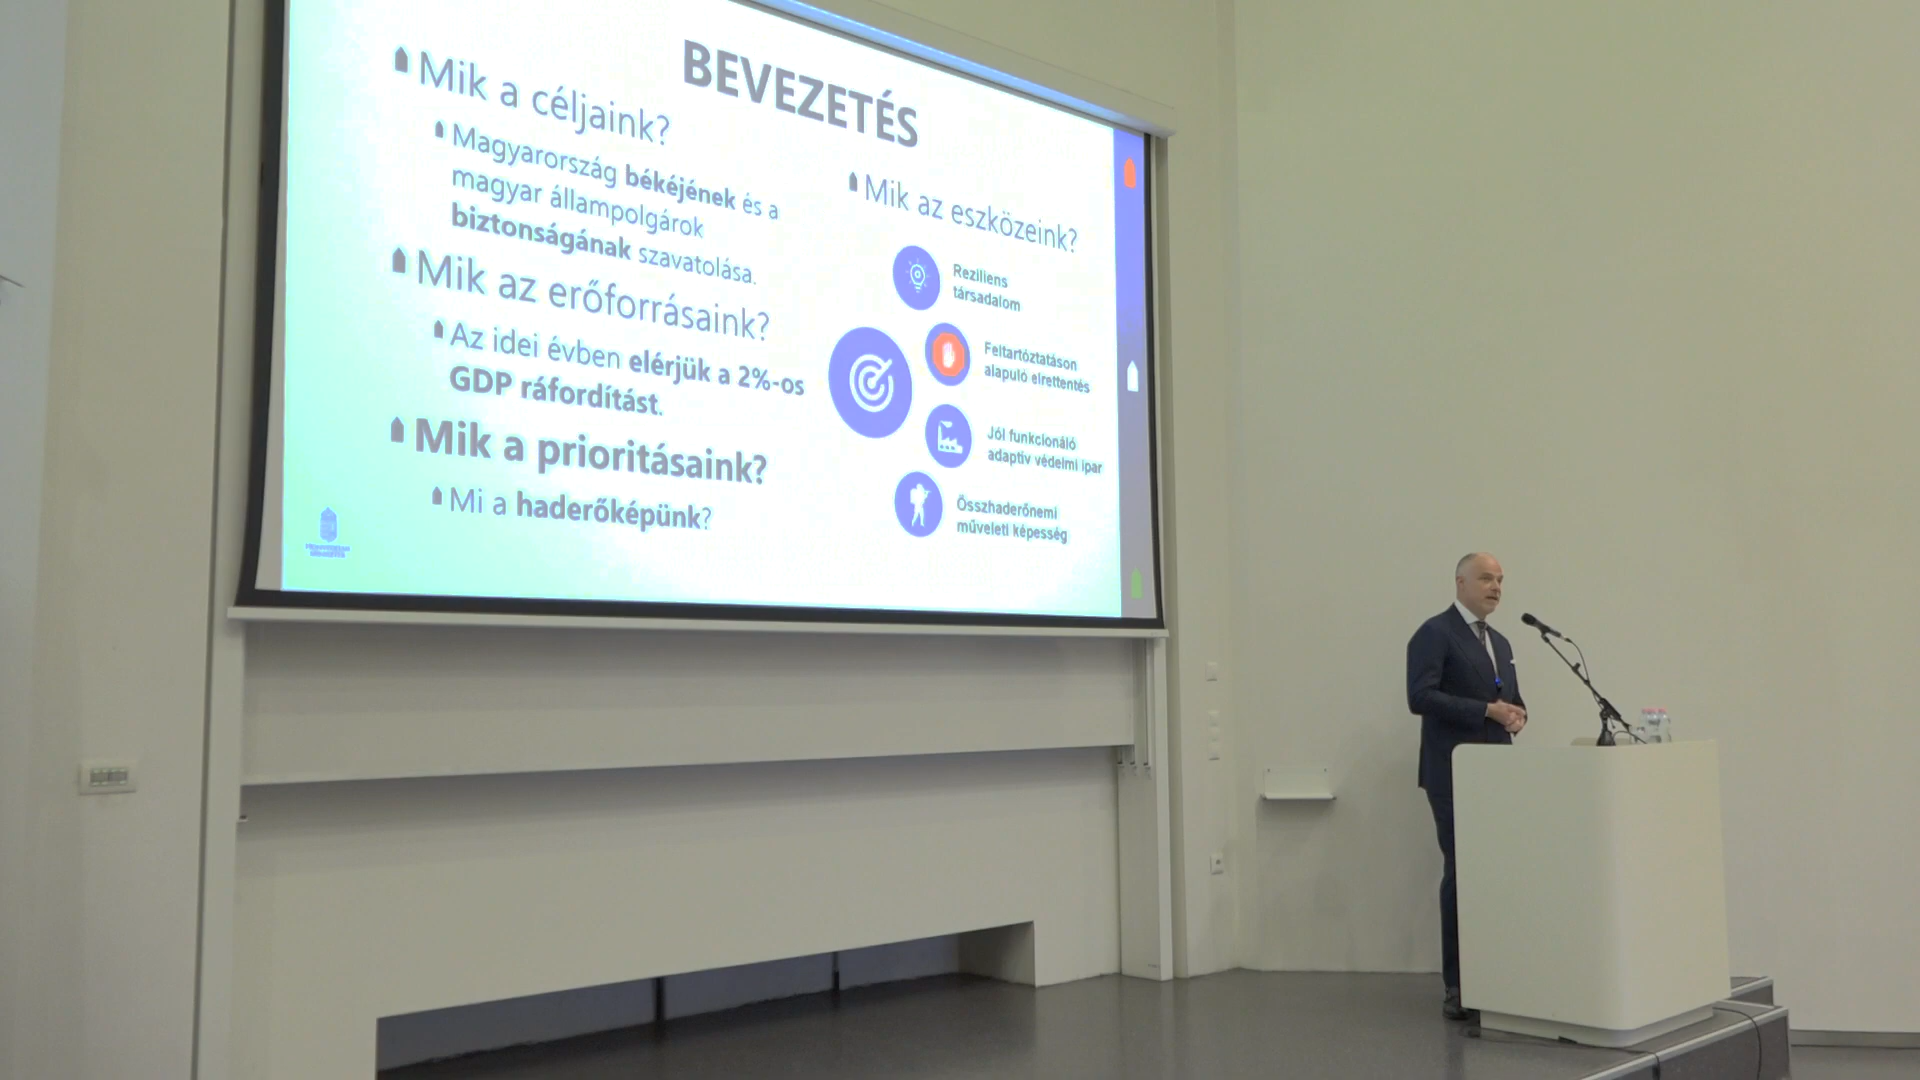 BEVEZETÉS
Mik a céljaink?
Magyarország békéjének és a
magyar állampolgárok
biztonságának szavatolása.
Mik az erőforrásaink?
Az idei évben elérjük a 2%-os
GDP ráfordítást.
Mik a prioritásaink?
Mi a haderőképünk?
Mik az eszközeink?
Reziliens
társadalom
Feltartóztatáson
alapuló elrettentés
Jól funkcionáló
adaptív védelmi ipar
Összhaderőnemi
műveleti képesség